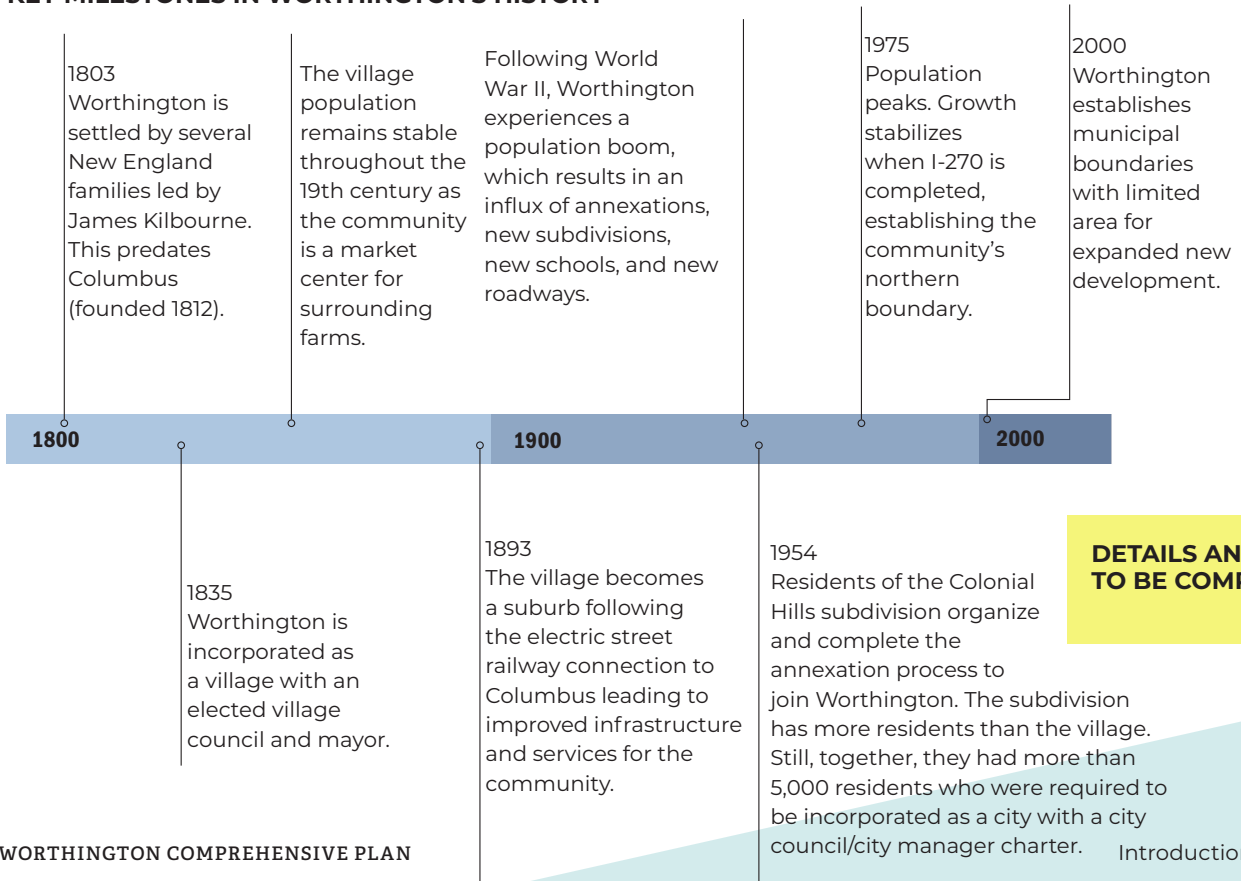 KEY MILESTONES IN WORTHINGTON'S HISTORY
1803
Worthington is
settled by several
New England
families led by
James Kilbourne.
This predates
Columbus
(founded 1812).
The village
population
remains stable
throughout the
19th century as
the community
is a market
center for
surrounding
farms.
Following World
War II, Worthington
experiences a
population boom,
which results in an
influx of annexations,
new subdivisions,
new schools, and new
roadways.
1975
Population
peaks. Growth
stabilizes
when I-270 is
completed,
establishing the
community’s
northern
boundary.
2000
Worthington
establishes
municipal
boundaries
with limited
area for
expanded new
development.
1800
1900
2000
1835
Worthington is
incorporated as
a village with an
elected village
council and mayor.
1893
The village becomes
a suburb following
the electric street
railway connection to
Columbus leading to
improved infrastructure
and services for the
community.
1954
Residents of the Colonial
Hills subdivision organize
and complete the
annexation process to
join Worthington. The subdivision
has more residents than the village.
Still, together, they had more than
5,000 residents who were required to
be incorporated as a city with a city
council/city manager charter.
DETAILS
TO BE
WORTHINGTON COMPREHENSIVE PLAN
Introduction